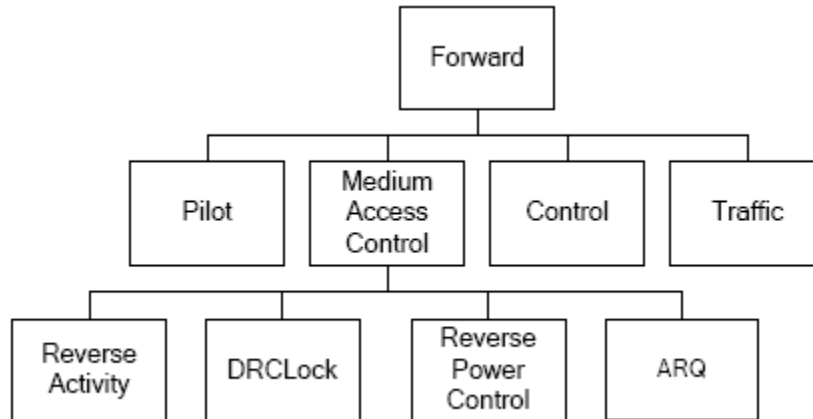 Forward
Pilot
Medium
Access
Control
Control
Traffic
Reverse
Activity
DRCLock
Reverse
Power
Control
ARQ